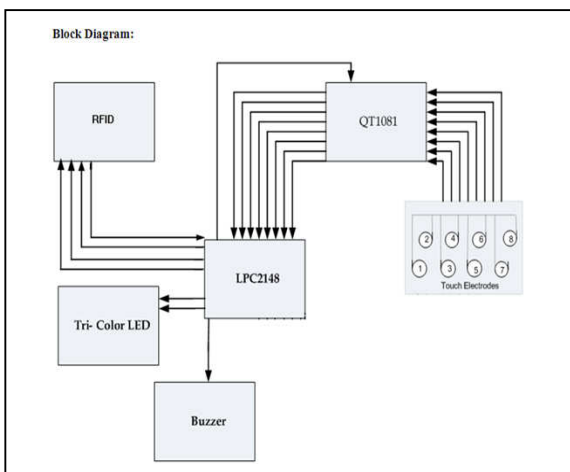 Block Diagram:
RFID
QT1081
2 4 6 8
1 3 5 7
Touch Electrodes
LPC2148
Tri- Color LED
Buzzer